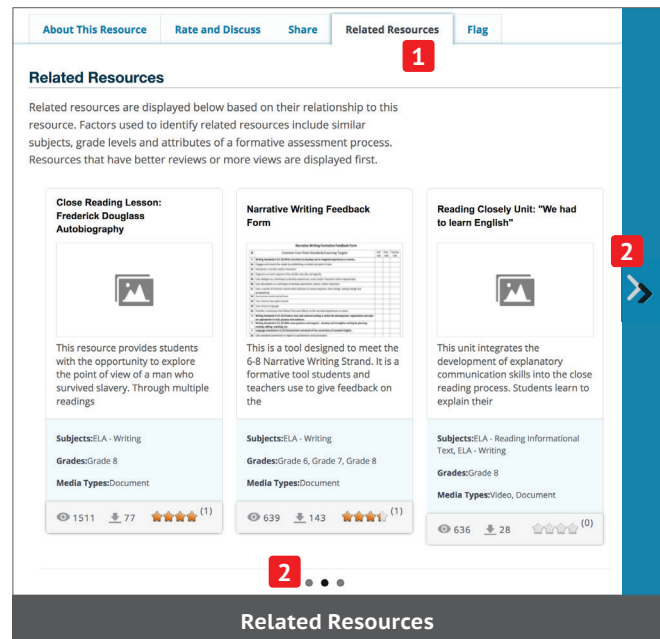 About This Resource Rate and Discuss Share Related Resources Flag
1
Related Resources
Related resources are displayed below based on their relationship to this
resource. Factors used to identify related resources include similar
subjects, grade levels and attributes of a formative assessment process.
Resources that have better reviews or more views are displayed first.
Close Reading Lesson:
Frederick Douglass
Autobiography
This resource provides students
with the opportunity to explore
the point of view of a man who
survived slavery. Through multiple
readings
Subjects:ELA - Writing
Grades:Grade 8
Media Types:Document
1511 77 (1)
Narrative Writing Feedback
Form
Narrative Writing Formative Feedback Form
This is a tool designed to meet the
6-8 Narrative Writing Strand. It is a
formative tool students and
teachers use to give feedback on
the
Subjects:ELA - Writing
Grades:Grade 6, Grade 7, Grade 8
Media Types:Document
639 143 (1)
Reading Closely Unit: "We had
to learn English"
This unit integrates the
development of explanatory
communication skills into the close
reading process. Students learn to
explain their
Subjects:ELA - Reading Informational
Text, ELA - Writing
Grades:Grade 8
Media Types:Video, Document
636 28 (0)
2
2
Related Resources